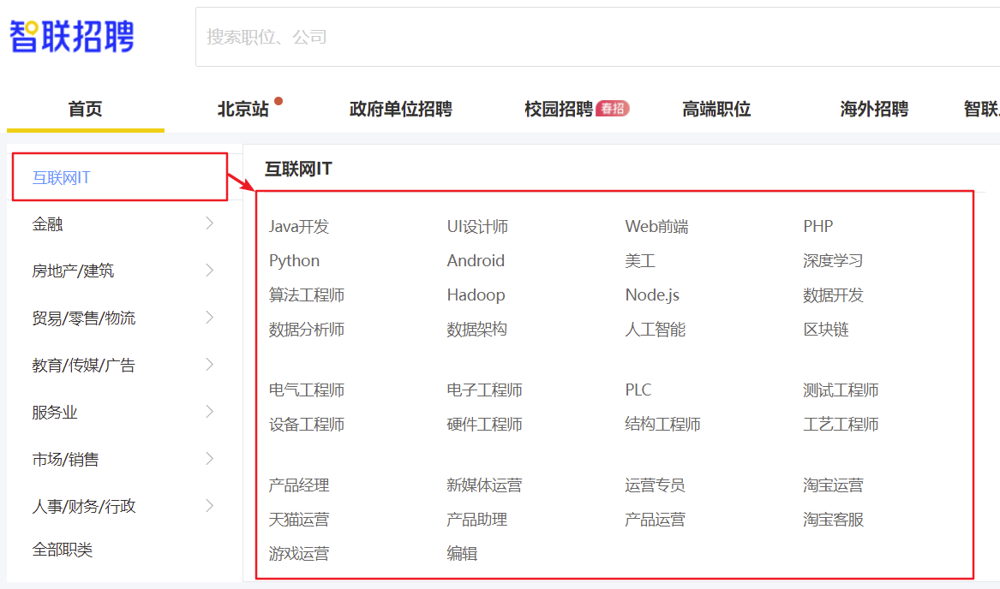 智联招聘
搜索职位、公司
首页 北京站 政府单位招聘 校园招聘 春招 高端职位 海外招聘 智联
互联网IT
金融
房地产/建筑
贸易/零售/物流
教育/传媒/广告
服务业
市场/销售
人事/财务/行政
全部职类
互联网IT
Java开发 UI设计师 Web前端 PHP
Python Android 美工 深度学习
算法工程师 Hadoop Node.js 数据开发
数据分析师 数据架构 人工智能 区块链
电气工程师 电子工程师 PLC 测试工程师
设备工程师 硬件工程师 结构工程师 工艺工程师
产品经理 新媒体运营 运营专员 淘宝运营
天猫运营 产品助理 产品运营 淘宝客服
游戏运营 编辑